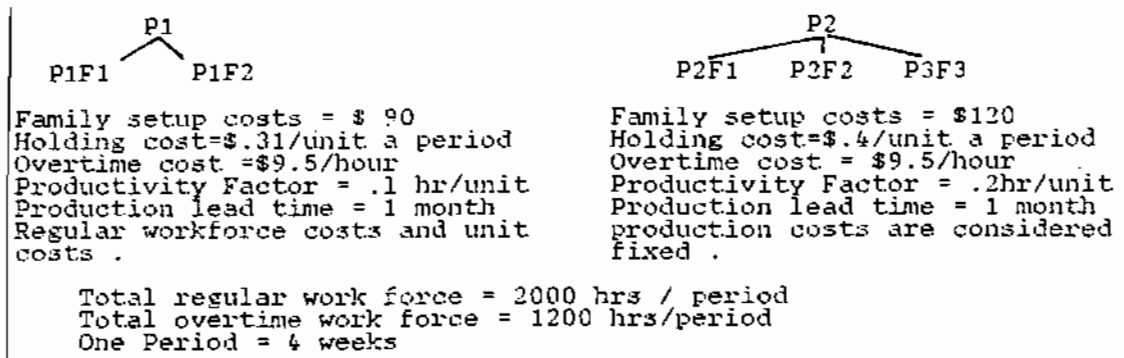 P1
P1F1 P1F2
Family setup costs = $ 90
Holding cost=$.31/unit a period
Overtime cost =$9.5/hour
Productivity Factor = .1 hr/unit
Production lead time = 1 month
Regular workforce costs and unit
costs .
P2
P2F1 P2F2 P3F3
Family setup costs = $120
Holding cost=$.4/unit a period
Overtime cost = $9.5/hour
Productivity Factor = .2hr/unit
Production lead time = 1 month
production costs are considered
fixed .
Total regular work force = 2000 hrs / period
Total overtime work force = 1200 hrs/period
One Period = 4 weeks